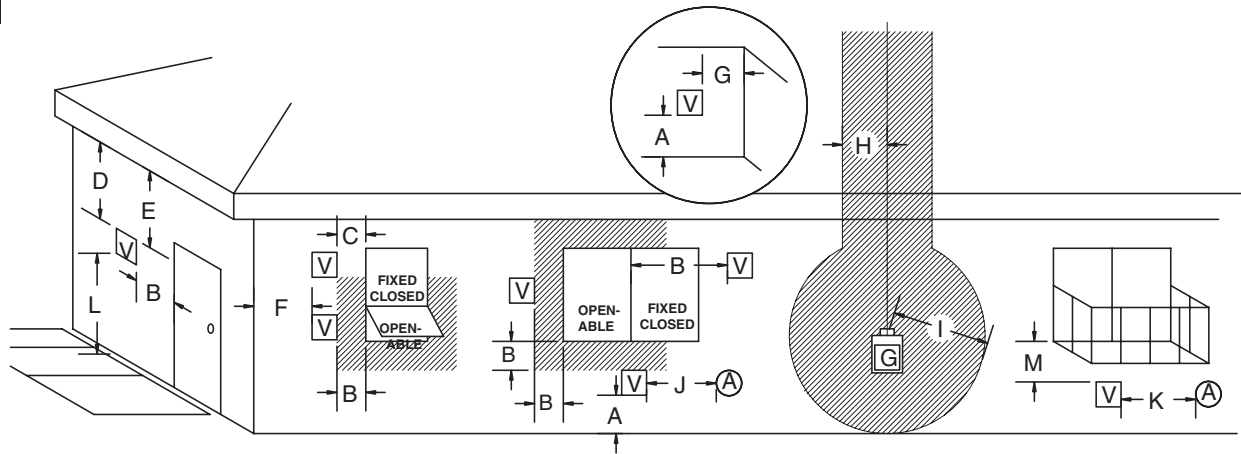 G
V
A
H
D
E
C
V
V
B
L
B
F
FIXED
CLOSED
V
OPEN-
ABLE
B
V
OPEN-
ABLE
FIXED
CLOSED
B
V
B
B
V
J
A
A
I
G
M
V
K
A